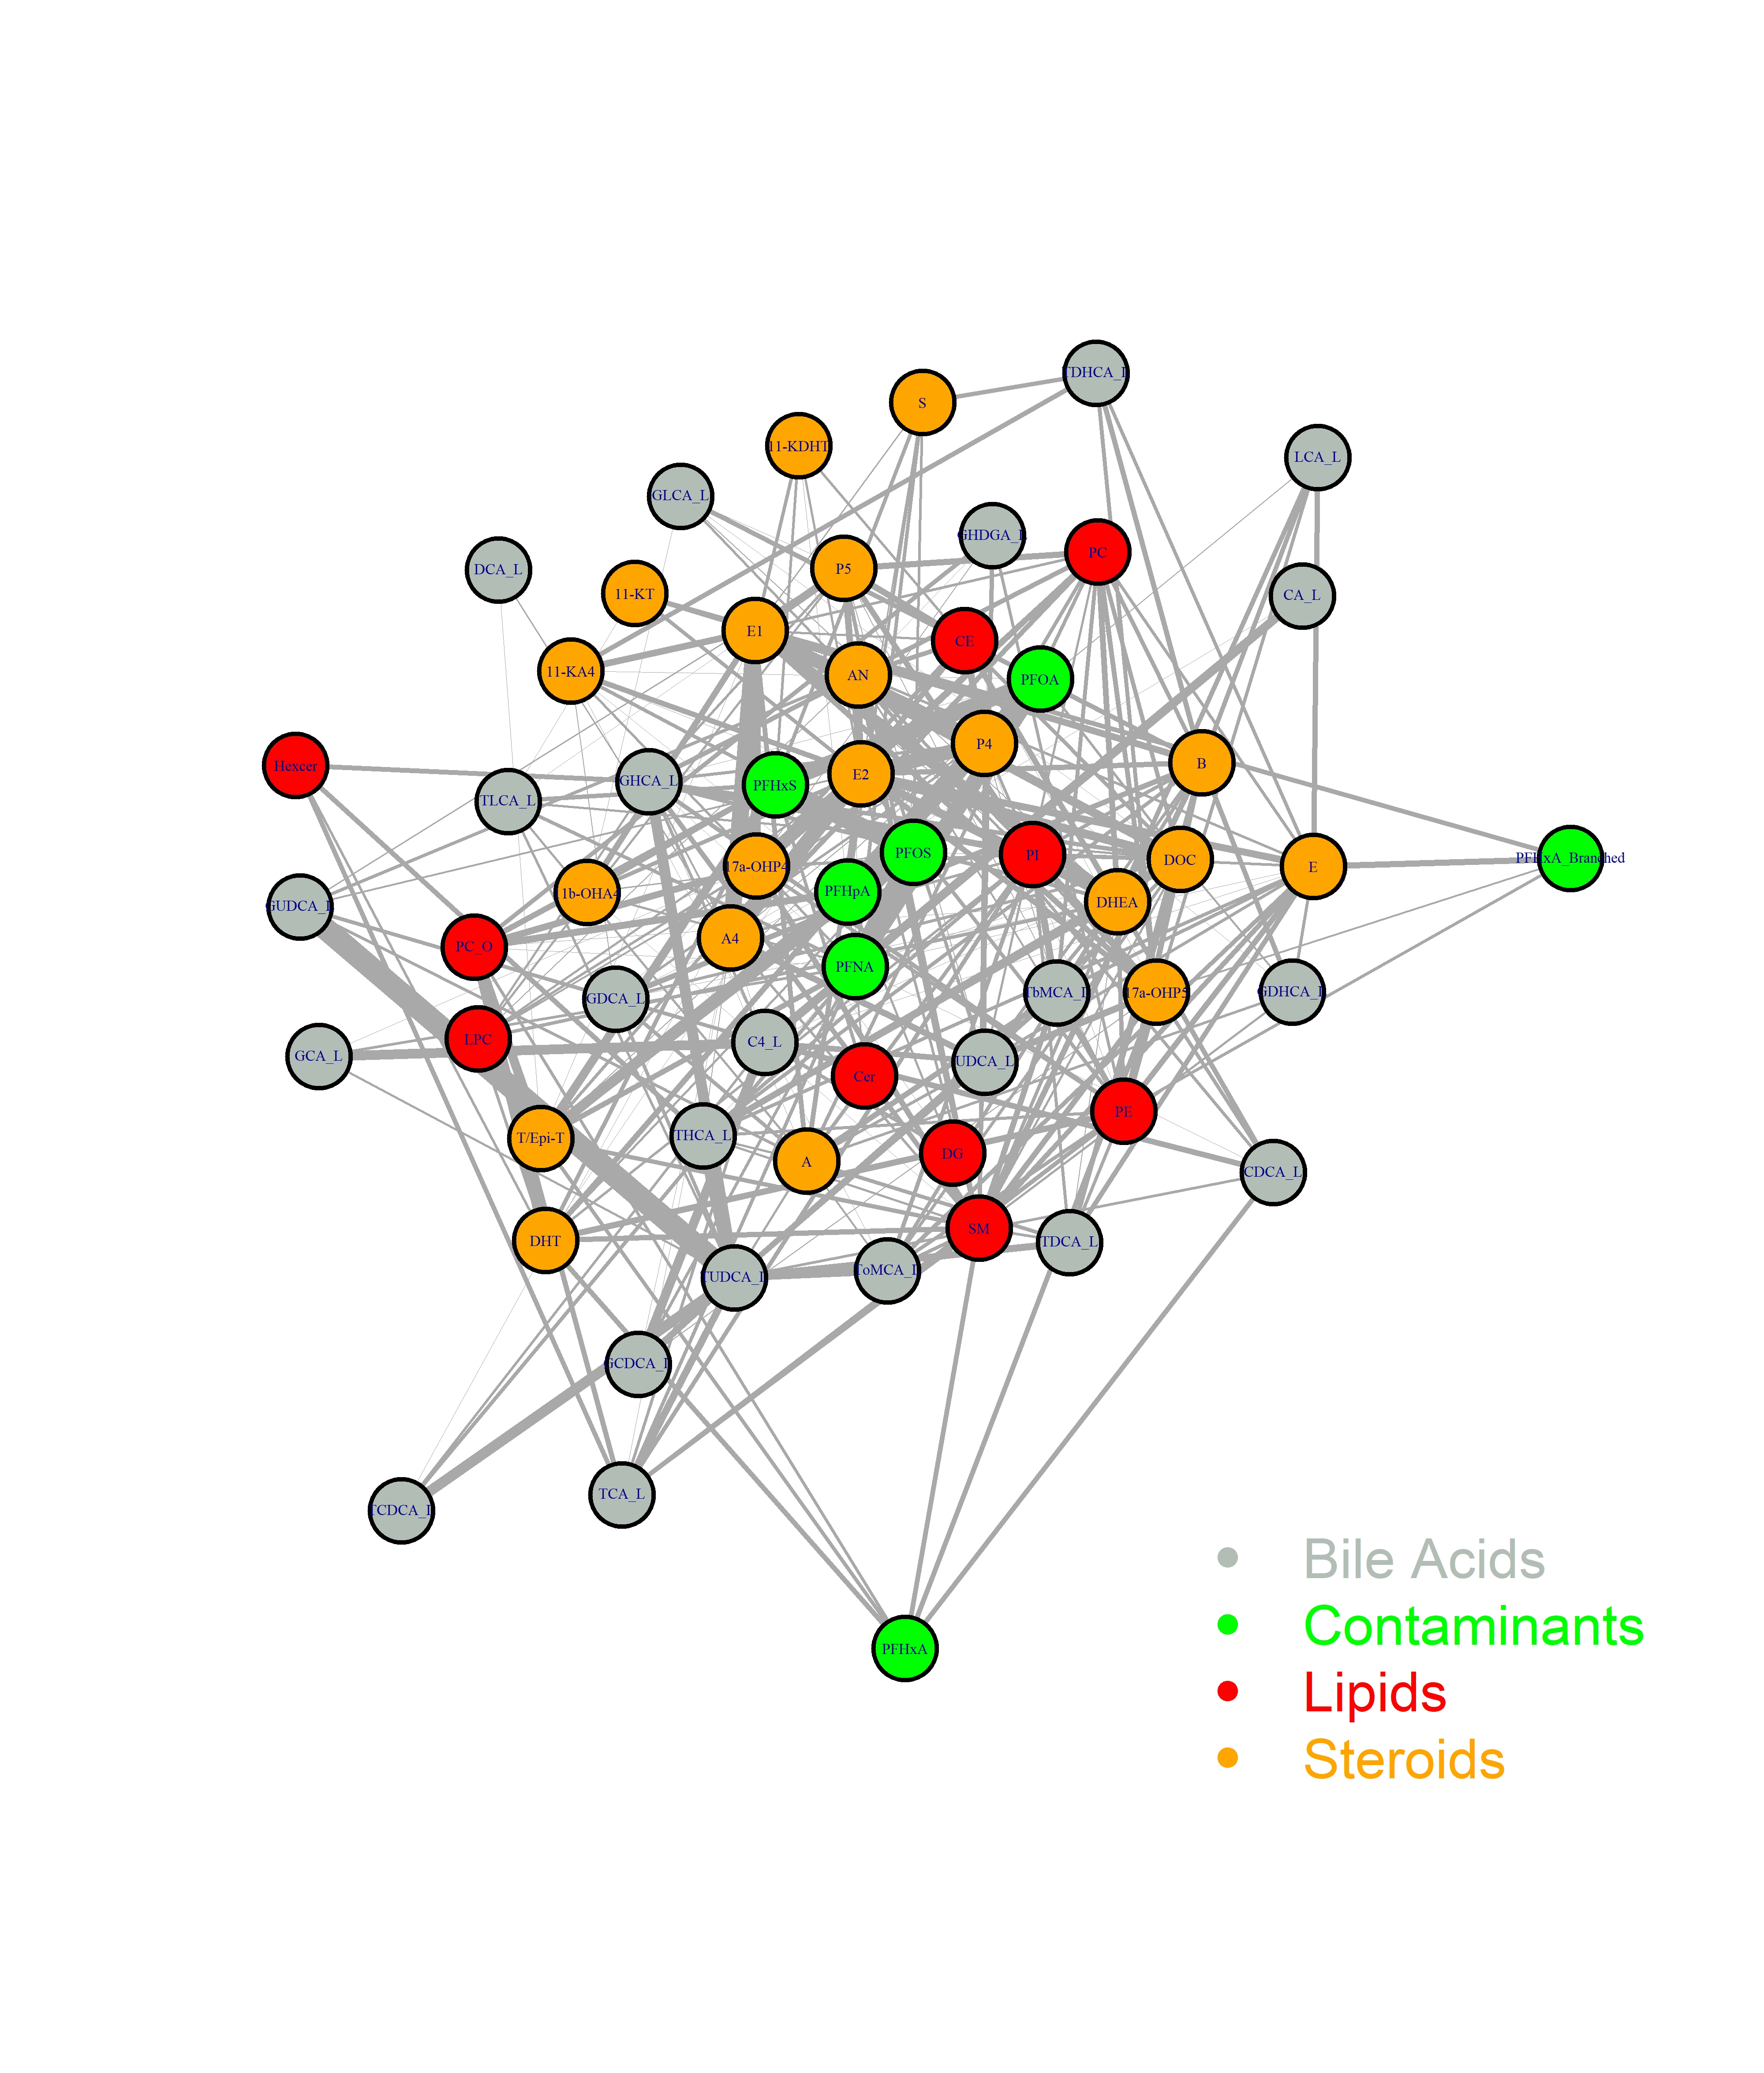 TDHCA_L
S
11-KDHT
LCA_L
GLCA_L
GHDGA_L
PC
DCA_L
P5
11-KT
CA_L
E1
CE
11-KA4
AN
PFOA
P4
Hexcer
B
GHCA_L
E2
PFHxS
TLCA_L
PFOS
PI
17a-OHP4
DOC
E
PFHxA_Branched
1b-OHA4
PFHpA
DHEA
GUDCA_L
A4
PC_O
PFNA
GDCA_L
TbMCA_L
17a-OHP5
GDHCA_L
LPC
C4_L
GCA_L
UDCA_L
Cer
PE
T/Epi-T
THCA_L
DG
A
CDCA_L
SM
DHT
TDCA_L
TUDCA_L
ToMCA_L
GCDCA_L
TCA_L
TCDCA_L
PFHxA
Bile Acids
Contaminants
Lipids
Steroids